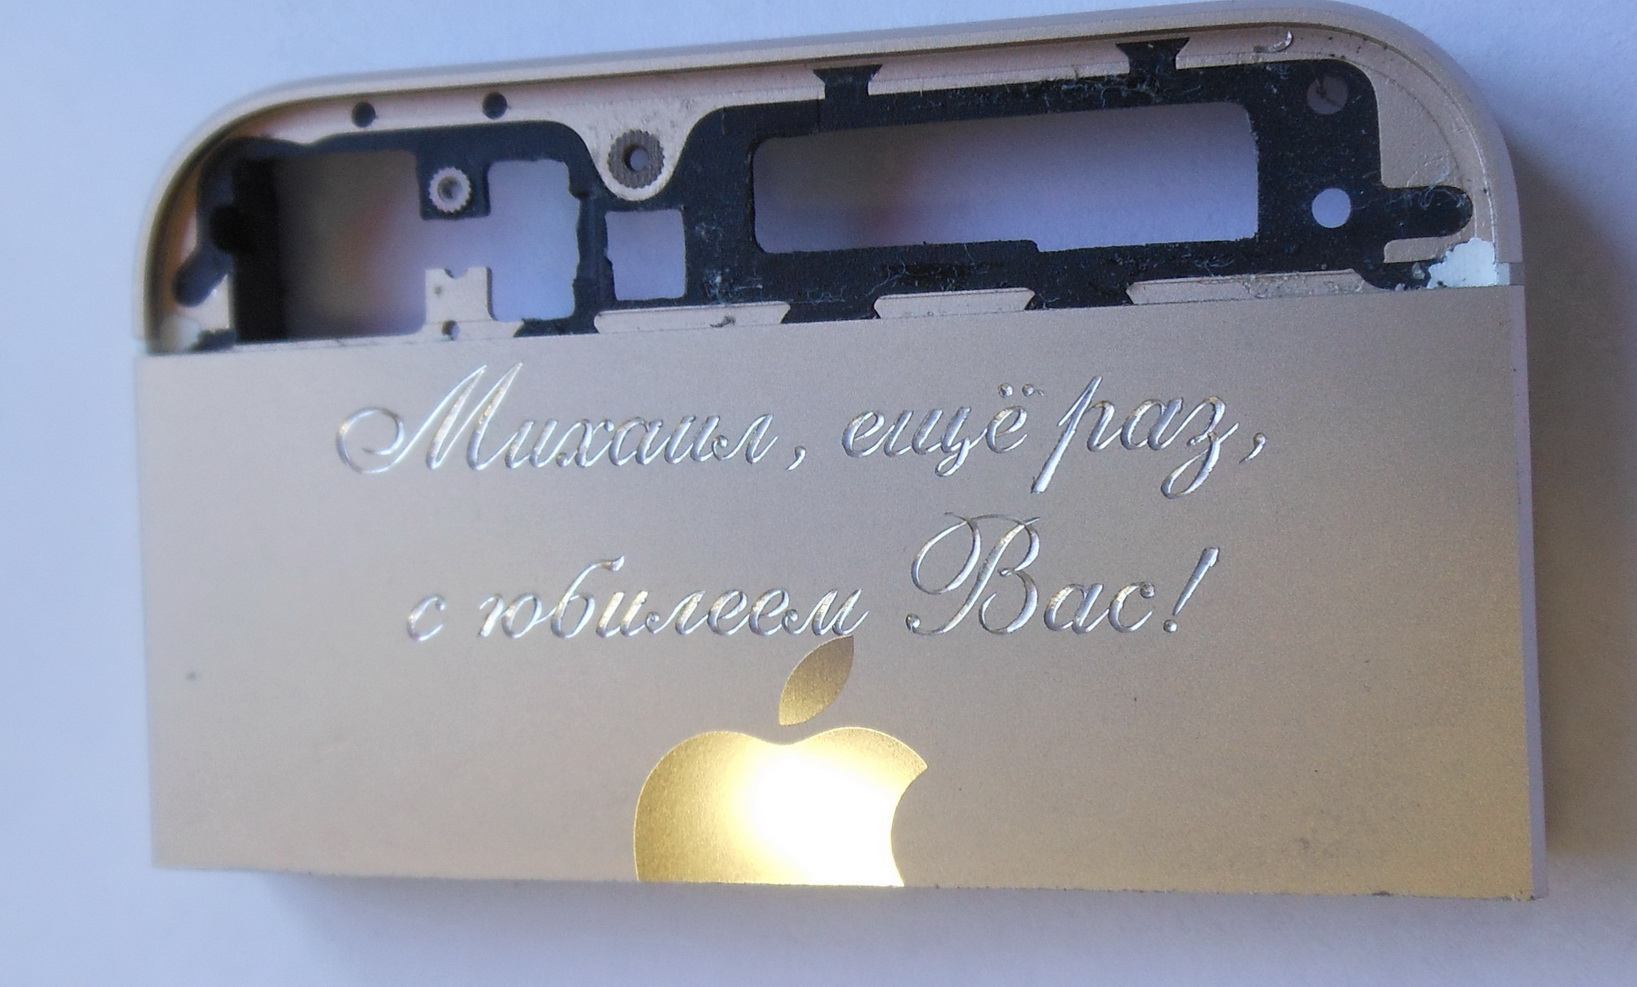 Михаил, ещё раз,
с юбилеем Вас!